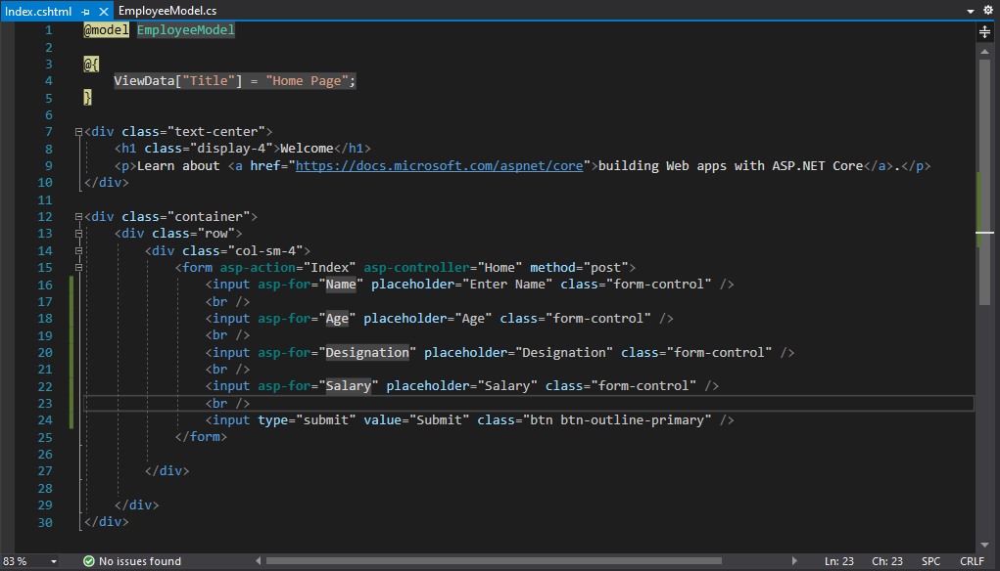 Index.cshtml EmployeeModel.cs
1 @model EmployeeModel
2
3 @{
4 ViewData["Title"] = "Home Page";
5 }
6
7 <div class="text-center">
8 <h1 class="display-4">Welcome</h1>
9 <p>Learn about <a href="https://docs.microsoft.com/aspnet/core">building Web apps with ASP.NET Core</a>.</p>
10 </div>
11
12 <div class="container">
13 <div class="row">
14 <div class="col-sm-4">
15 <form asp-action="Index" asp-controller="Home" method="post">
16 <input asp-for="Name" placeholder="Enter Name" class="form-control" />
17 <br />
18 <input asp-for="Age" placeholder="Age" class="form-control" />
19 <br />
20 <input asp-for="Designation" placeholder="Designation" class="form-control" />
21 <br />
22 <input asp-for="Salary" placeholder="Salary" class="form-control" />
23 <br />
24 <input type="submit" value="Submit" class="btn btn-outline-primary" />
25 </form>
26
27 </div>
28
29 </div>
30 </div>
83 % No issues found Ln: 23 Ch: 23 SPC CRLF